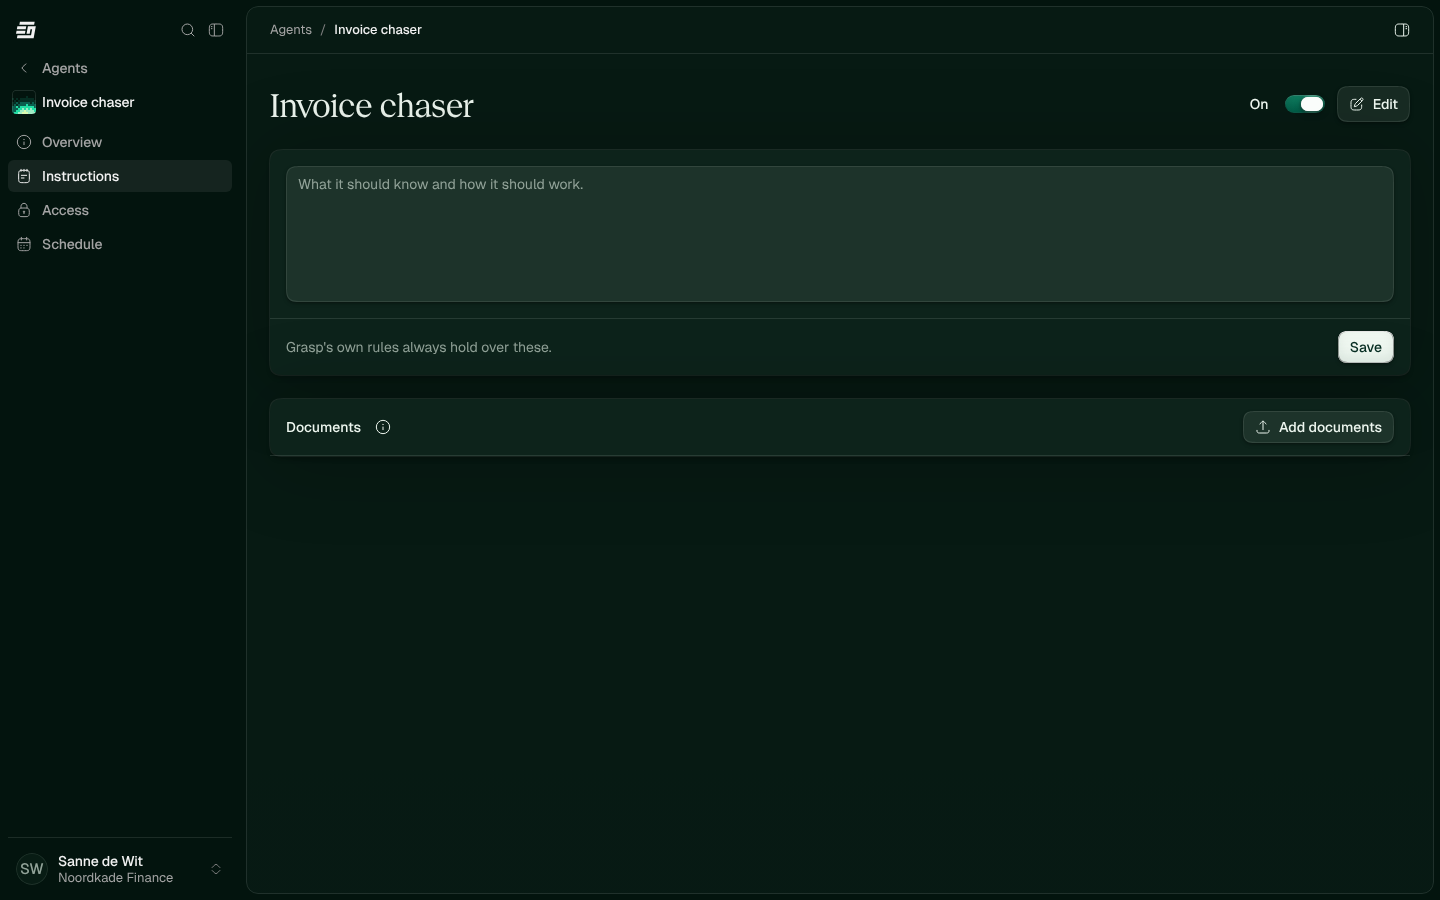 Agents
Invoice chaser
Overview
Instructions
Access
Schedule
SW
Sanne de Wit
Noordkade Finance
Agents / Invoice chaser
Invoice chaser
On
Edit
What it should know and how it should work.
Grasp's own rules always hold over these.
Save
Documents
Add documents